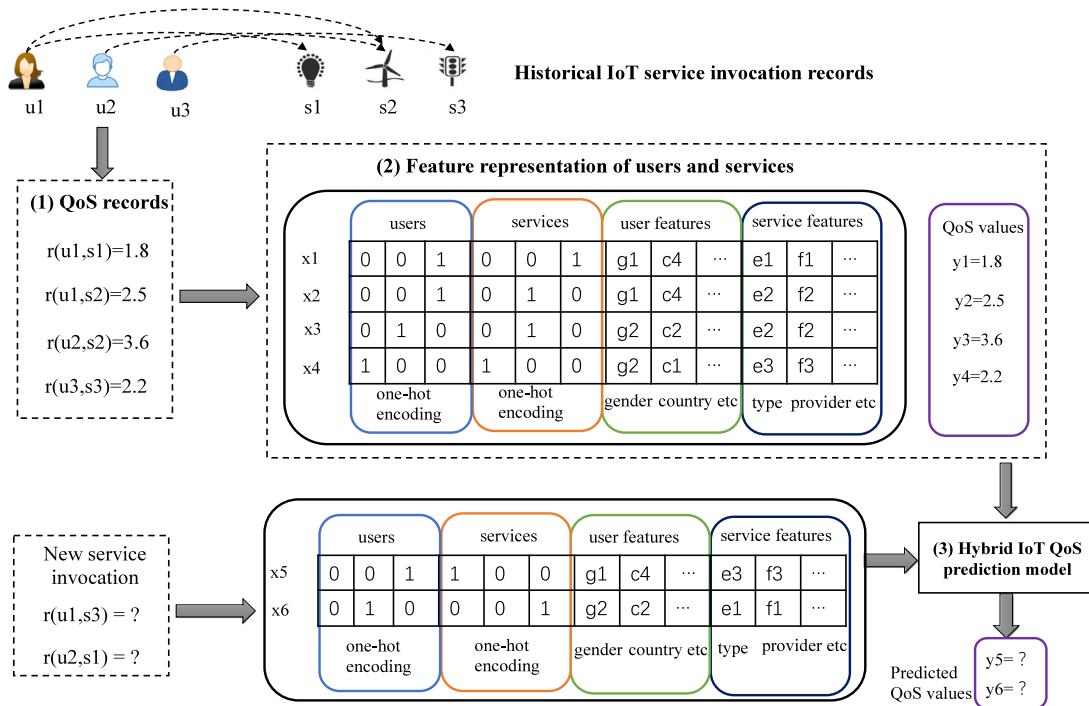 u1 u2 u3 s1 s2 s3
Historical IoT service invocation records
(1) QoS records
r(u1,s1)=1.8
r(u1,s2)=2.5
r(u2,s2)=3.6
r(u3,s3)=2.2
(2) Feature representation of users and services
users services user features service features
x1 0 0 1 0 0 1 g1 c4 ... e1 f1 ...
x2 0 0 1 0 1 0 g1 c4 ... e2 f2 ...
x3 0 1 0 0 1 0 g2 c2 ... e2 f2 ...
x4 1 0 0 1 0 0 g2 c1 ... e3 f3 ...
one-hot
encoding
one-hot
encoding
gender country etc
type provider etc
QoS values
y1=1.8
y2=2.5
y3=3.6
y4=2.2
New service
invocation
r(u1,s3) = ?
r(u2,s1) = ?
users services user features service features
x5 0 0 1 1 0 0 g1 c4 ... e3 f3 ...
x6 0 1 0 0 0 1 g2 c2 ... e1 f1 ...
one-hot
encoding
one-hot
encoding
gender country etc
type provider etc
(3) Hybrid IoT QoS
prediction model
Predicted
QoS values
y5= ?
y6= ?